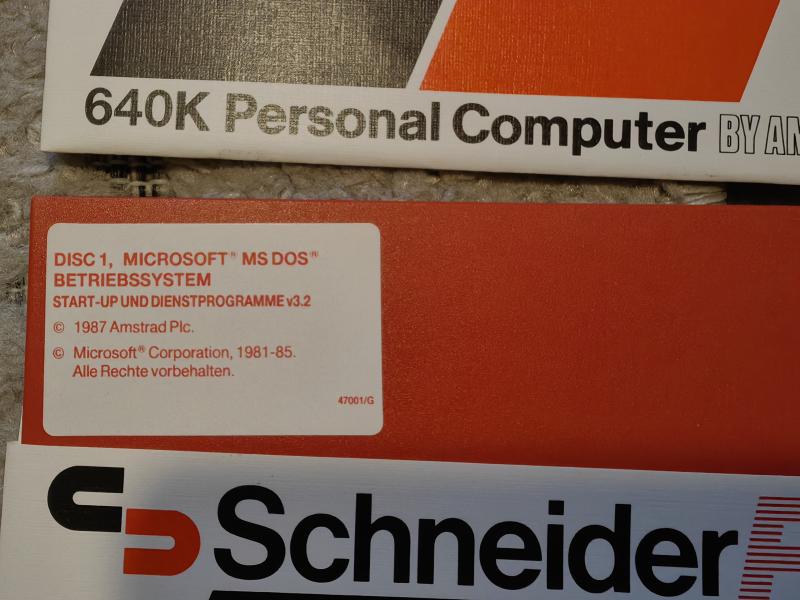 640K Personal Computer BY
DISC 1, MICROSOFT® MS DOS®
BETRIEBSSYSTEM
START-UP UND DIENSTPROGRAMME v3.2
© 1987 Amstrad Plc.
© Microsoft® Corporation, 1981-85.
Alle Rechte vorbehalten.
47001/G
Schneider